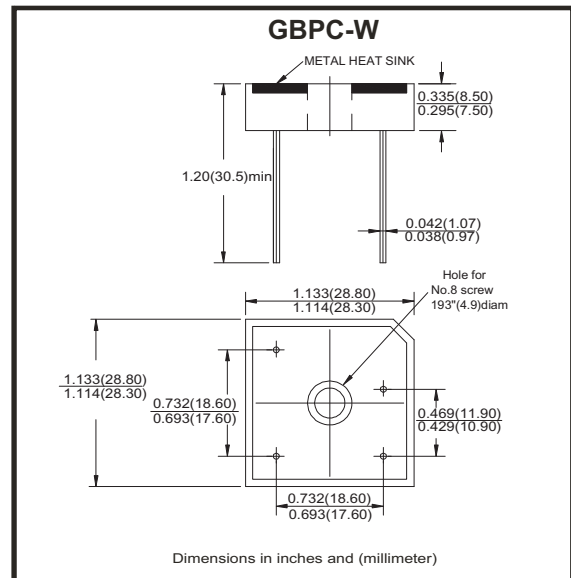 GBPC-W
METAL HEAT SINK
0.335(8.50)
0.295(7.50)
1.20(30.5)min
0.042(1.07)
0.038(0.97)
Hole for
No.8 screw
193"(4.9)diam
1.133(28.80)
1.114(28.30)
1.133(28.80)
1.114(28.30)
0.732(18.60)
0.693(17.60)
0.469(11.90)
0.429(10.90)
0.732(18.60)
0.693(17.60)
Dimensions in inches and (millimeter)